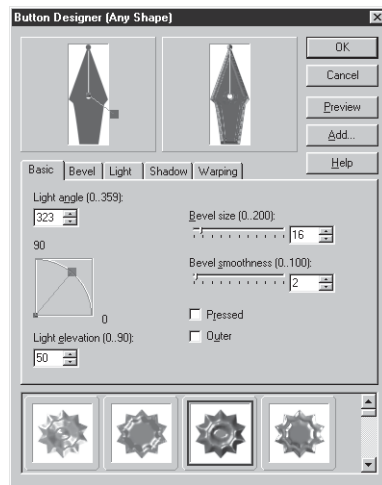 Button Designer (Any Shape)
OK
Cancel
Preview
Add...
Help
Basic
Bevel
Light
Shadow
Warping
Light angle (0..359):
323
90
0
Light elevation (0..90):
50
Bevel size (0..200):
16
Bevel smoothness (0..100):
2
Pressed
Outer